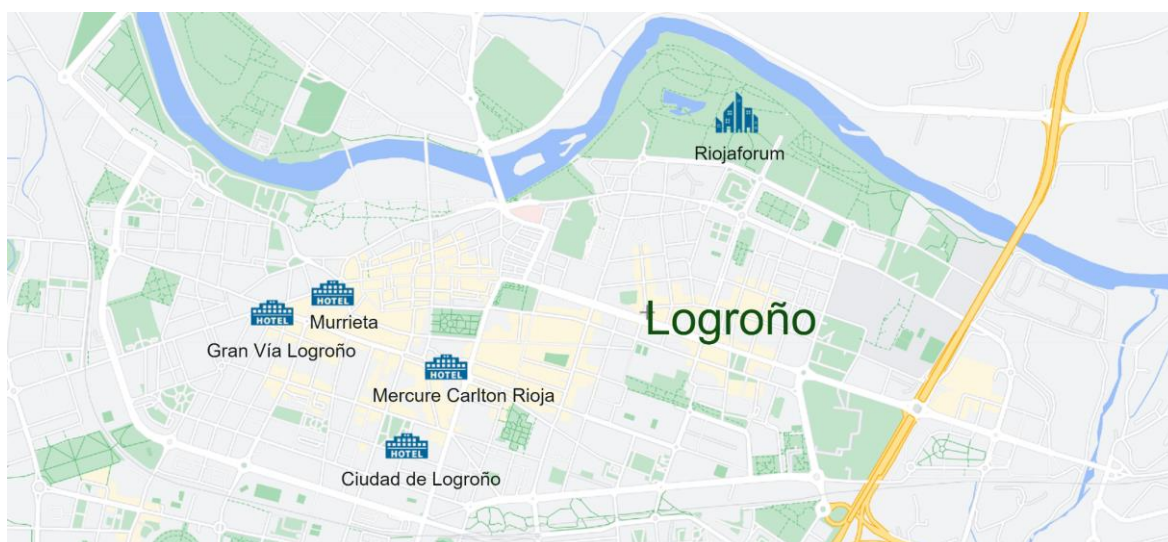 Riojaforum
HOTEL
Murrieta
HOTEL
Gran Vía Logroño
Logroño
HOTEL
Mercure Carlton Rioja
HOTEL
Ciudad de Logroño